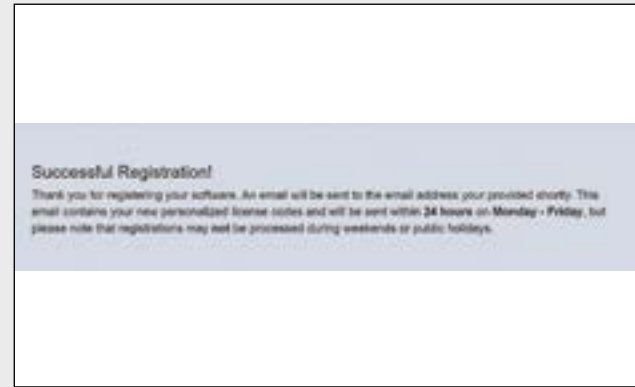 Successful Registration!
Thank you for registering your software. An email will be sent to the email address your provided shortly. This
email contains your new personalized license codes and will be sent within 24 hours on Monday - Friday, but
please note that registrations may not be processed during weekends or public holidays.